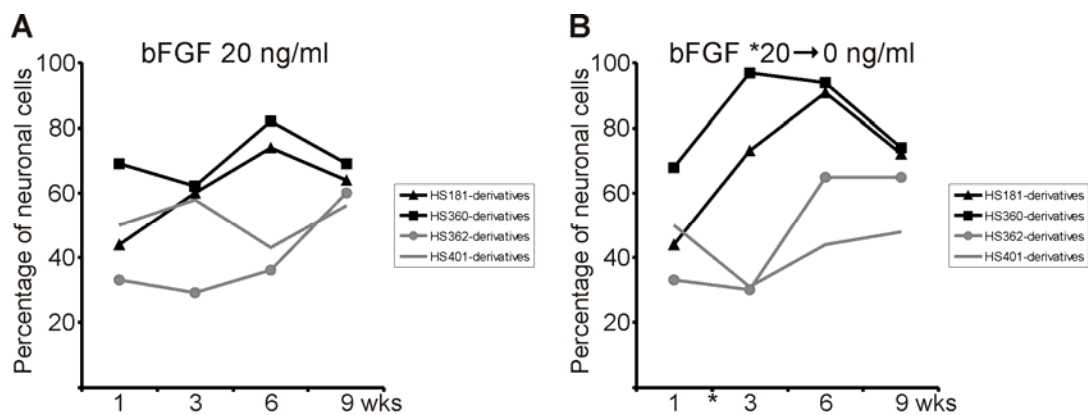 A
bFGF 20 ng/ml
Percentage of neuronal cells
100
80
60
40
20
1 3 6 9 wks
HS181-derivatives
HS360-derivatives
HS362-derivatives
HS401-derivatives
B
bFGF *20→0 ng/ml
Percentage of neuronal cells
100
80
60
40
20
1 * 3 6 9 wks
HS181-derivatives
HS360-derivatives
HS362-derivatives
HS401-derivatives